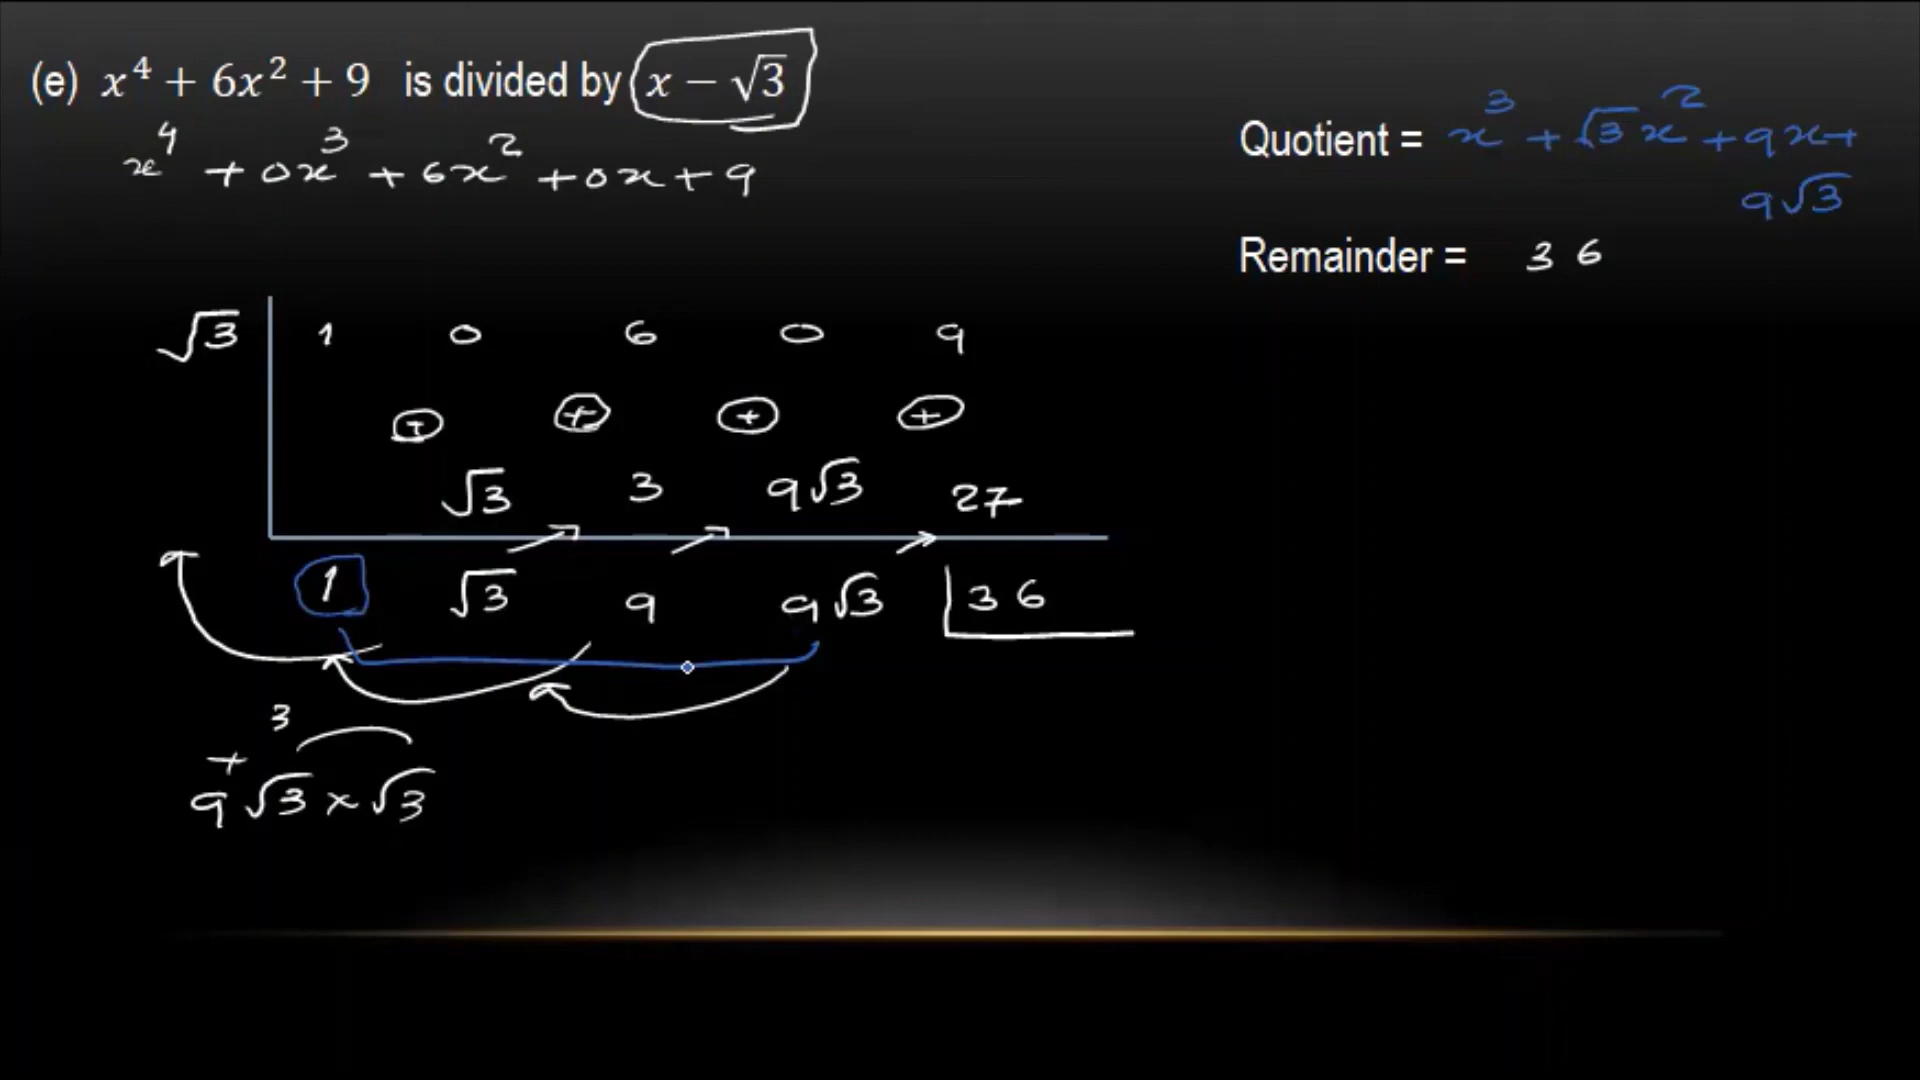 (e) x⁴ + 6x² + 9 is divided by x − √3
x⁴ + 0x³ + 6x² + 0x + 9
Quotient = x³ + √3x² + 9x +
9√3
Remainder = 36
√3 1 0 6 0 9
+ + + +
√3 3 9√3 27
1 √3 9 9√3 36
3
+
9√3 × √3